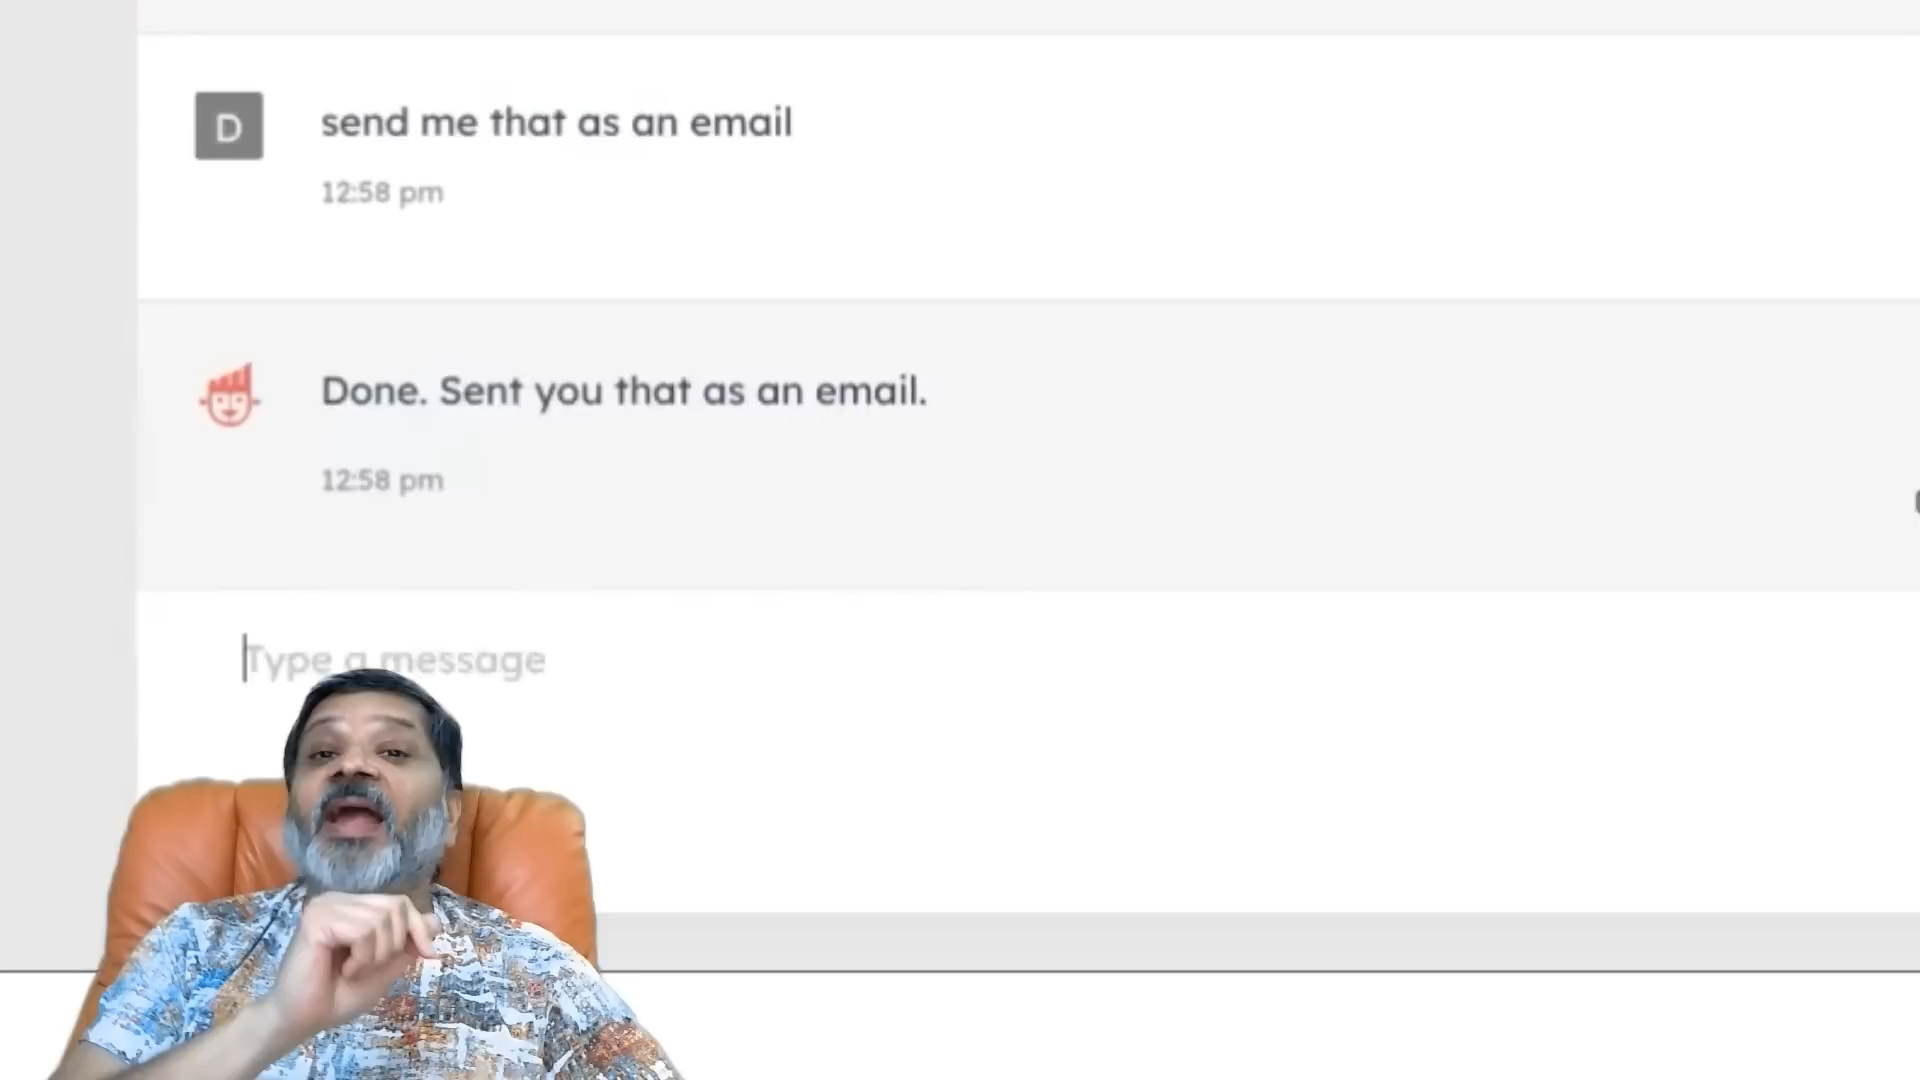 D
send me that as an email
12:58 pm
Done. Sent you that as an email.
12:58 pm
Type a message